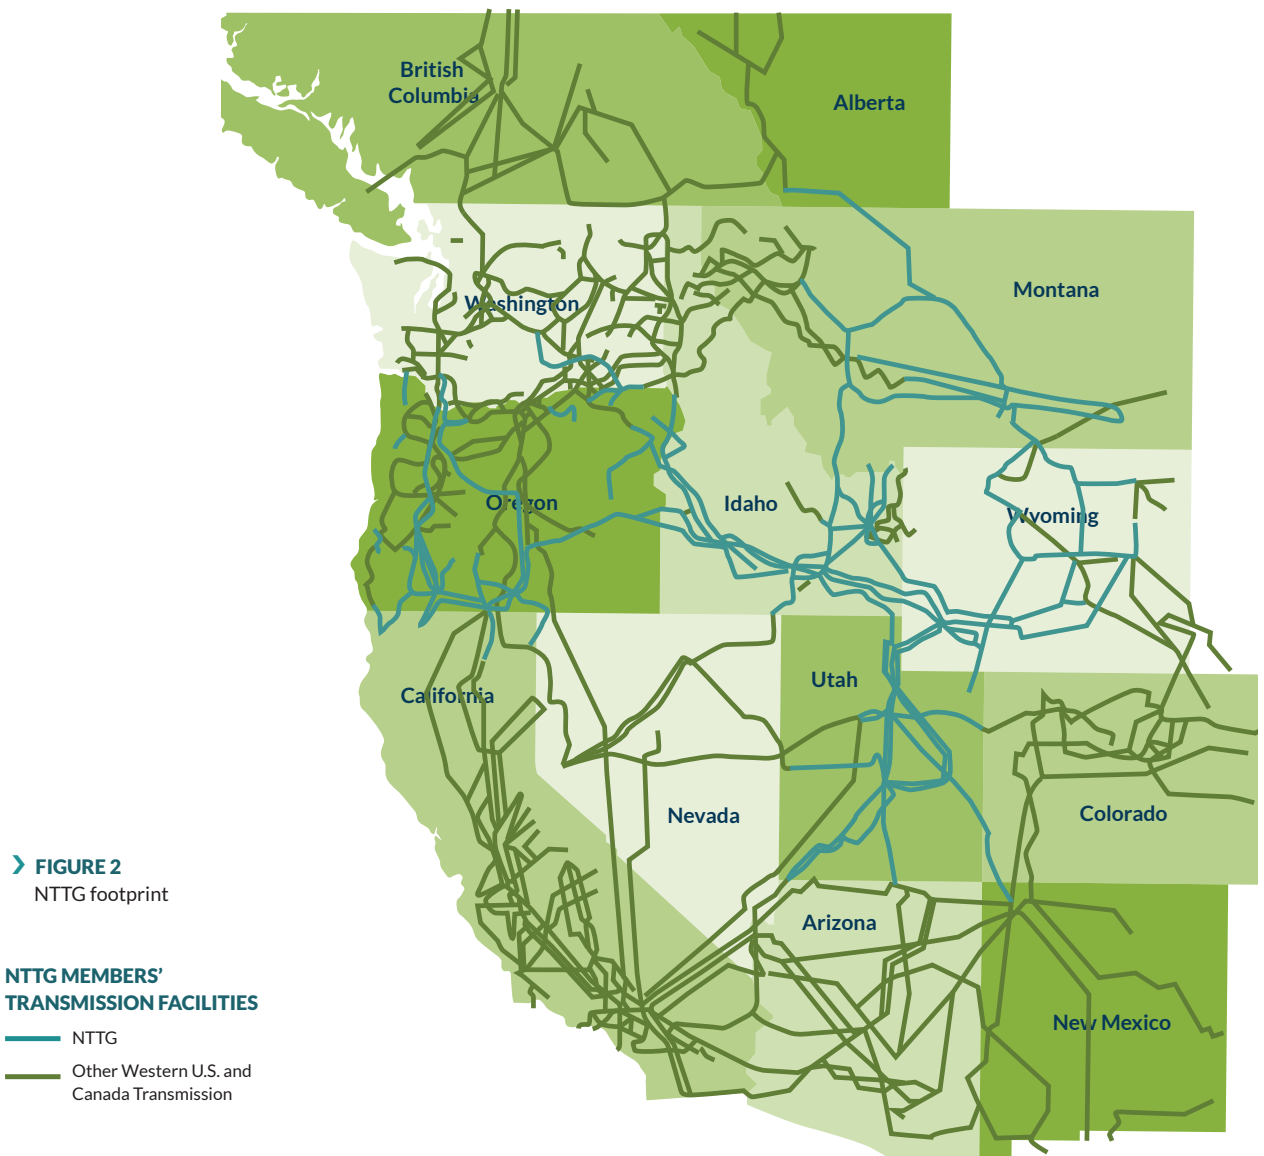 British
Columbia
Alberta
Montana
Washington
Oregon
Idaho
Wyoming
California
Utah
Nevada
Colorado
Arizona
New Mexico
› FIGURE 2
NTTG footprint
NTTG MEMBERS’
TRANSMISSION FACILITIES
NTTG
Other Western U.S. and
Canada Transmission